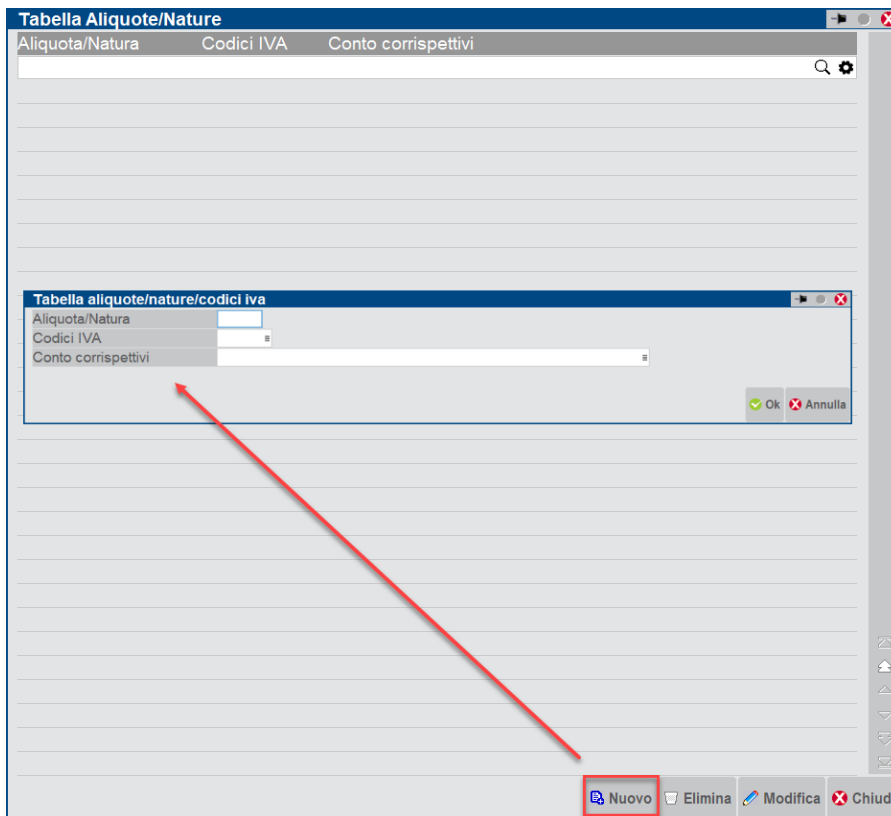 Tabella Aliquote/Nature
Aliquota/Natura Codici IVA Conto corrispettivi
Tabella aliquote/nature/codici iva
Aliquota/Natura
Codici IVA
Conto corrispettivi
Ok Annulla
Nuovo Elimina Modifica Chiud